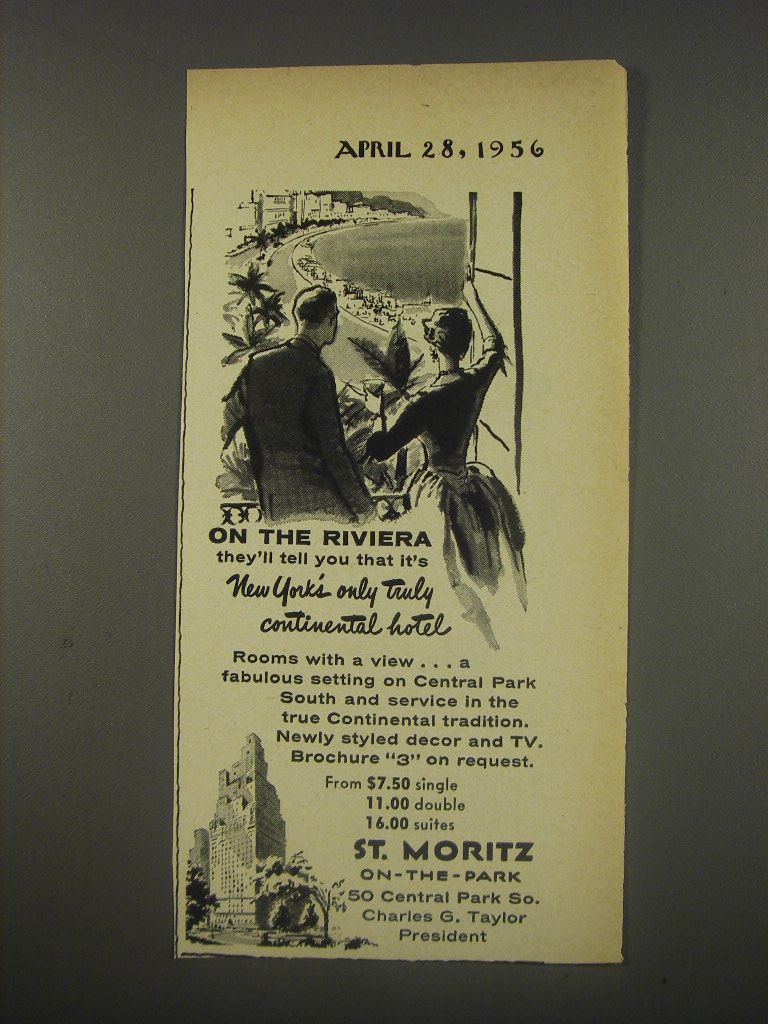 APRIL 28, 1956
ON THE RIVIERA
they'll tell you that it's
New York's only truly
continental hotel
Rooms with a view . . . a
fabulous setting on Central Park
South and service in the
true Continental tradition.
Newly styled decor and TV.
Brochure "3" on request.
From $7.50 single
11.00 double
16.00 suites
ST. MORITZ
ON-THE-PARK
50 Central Park So.
Charles G. Taylor
President